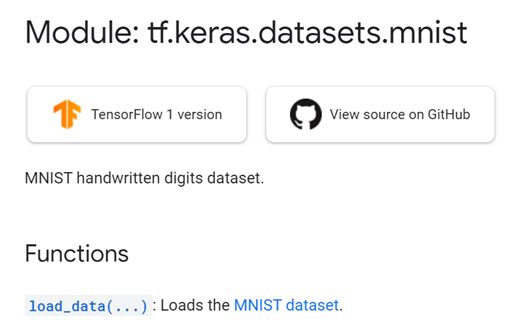 Module: tf.keras.datasets.mnist
TensorFlow 1 version View source on GitHub
MNIST handwritten digits dataset.
Functions
load_data(...): Loads the MNIST dataset.